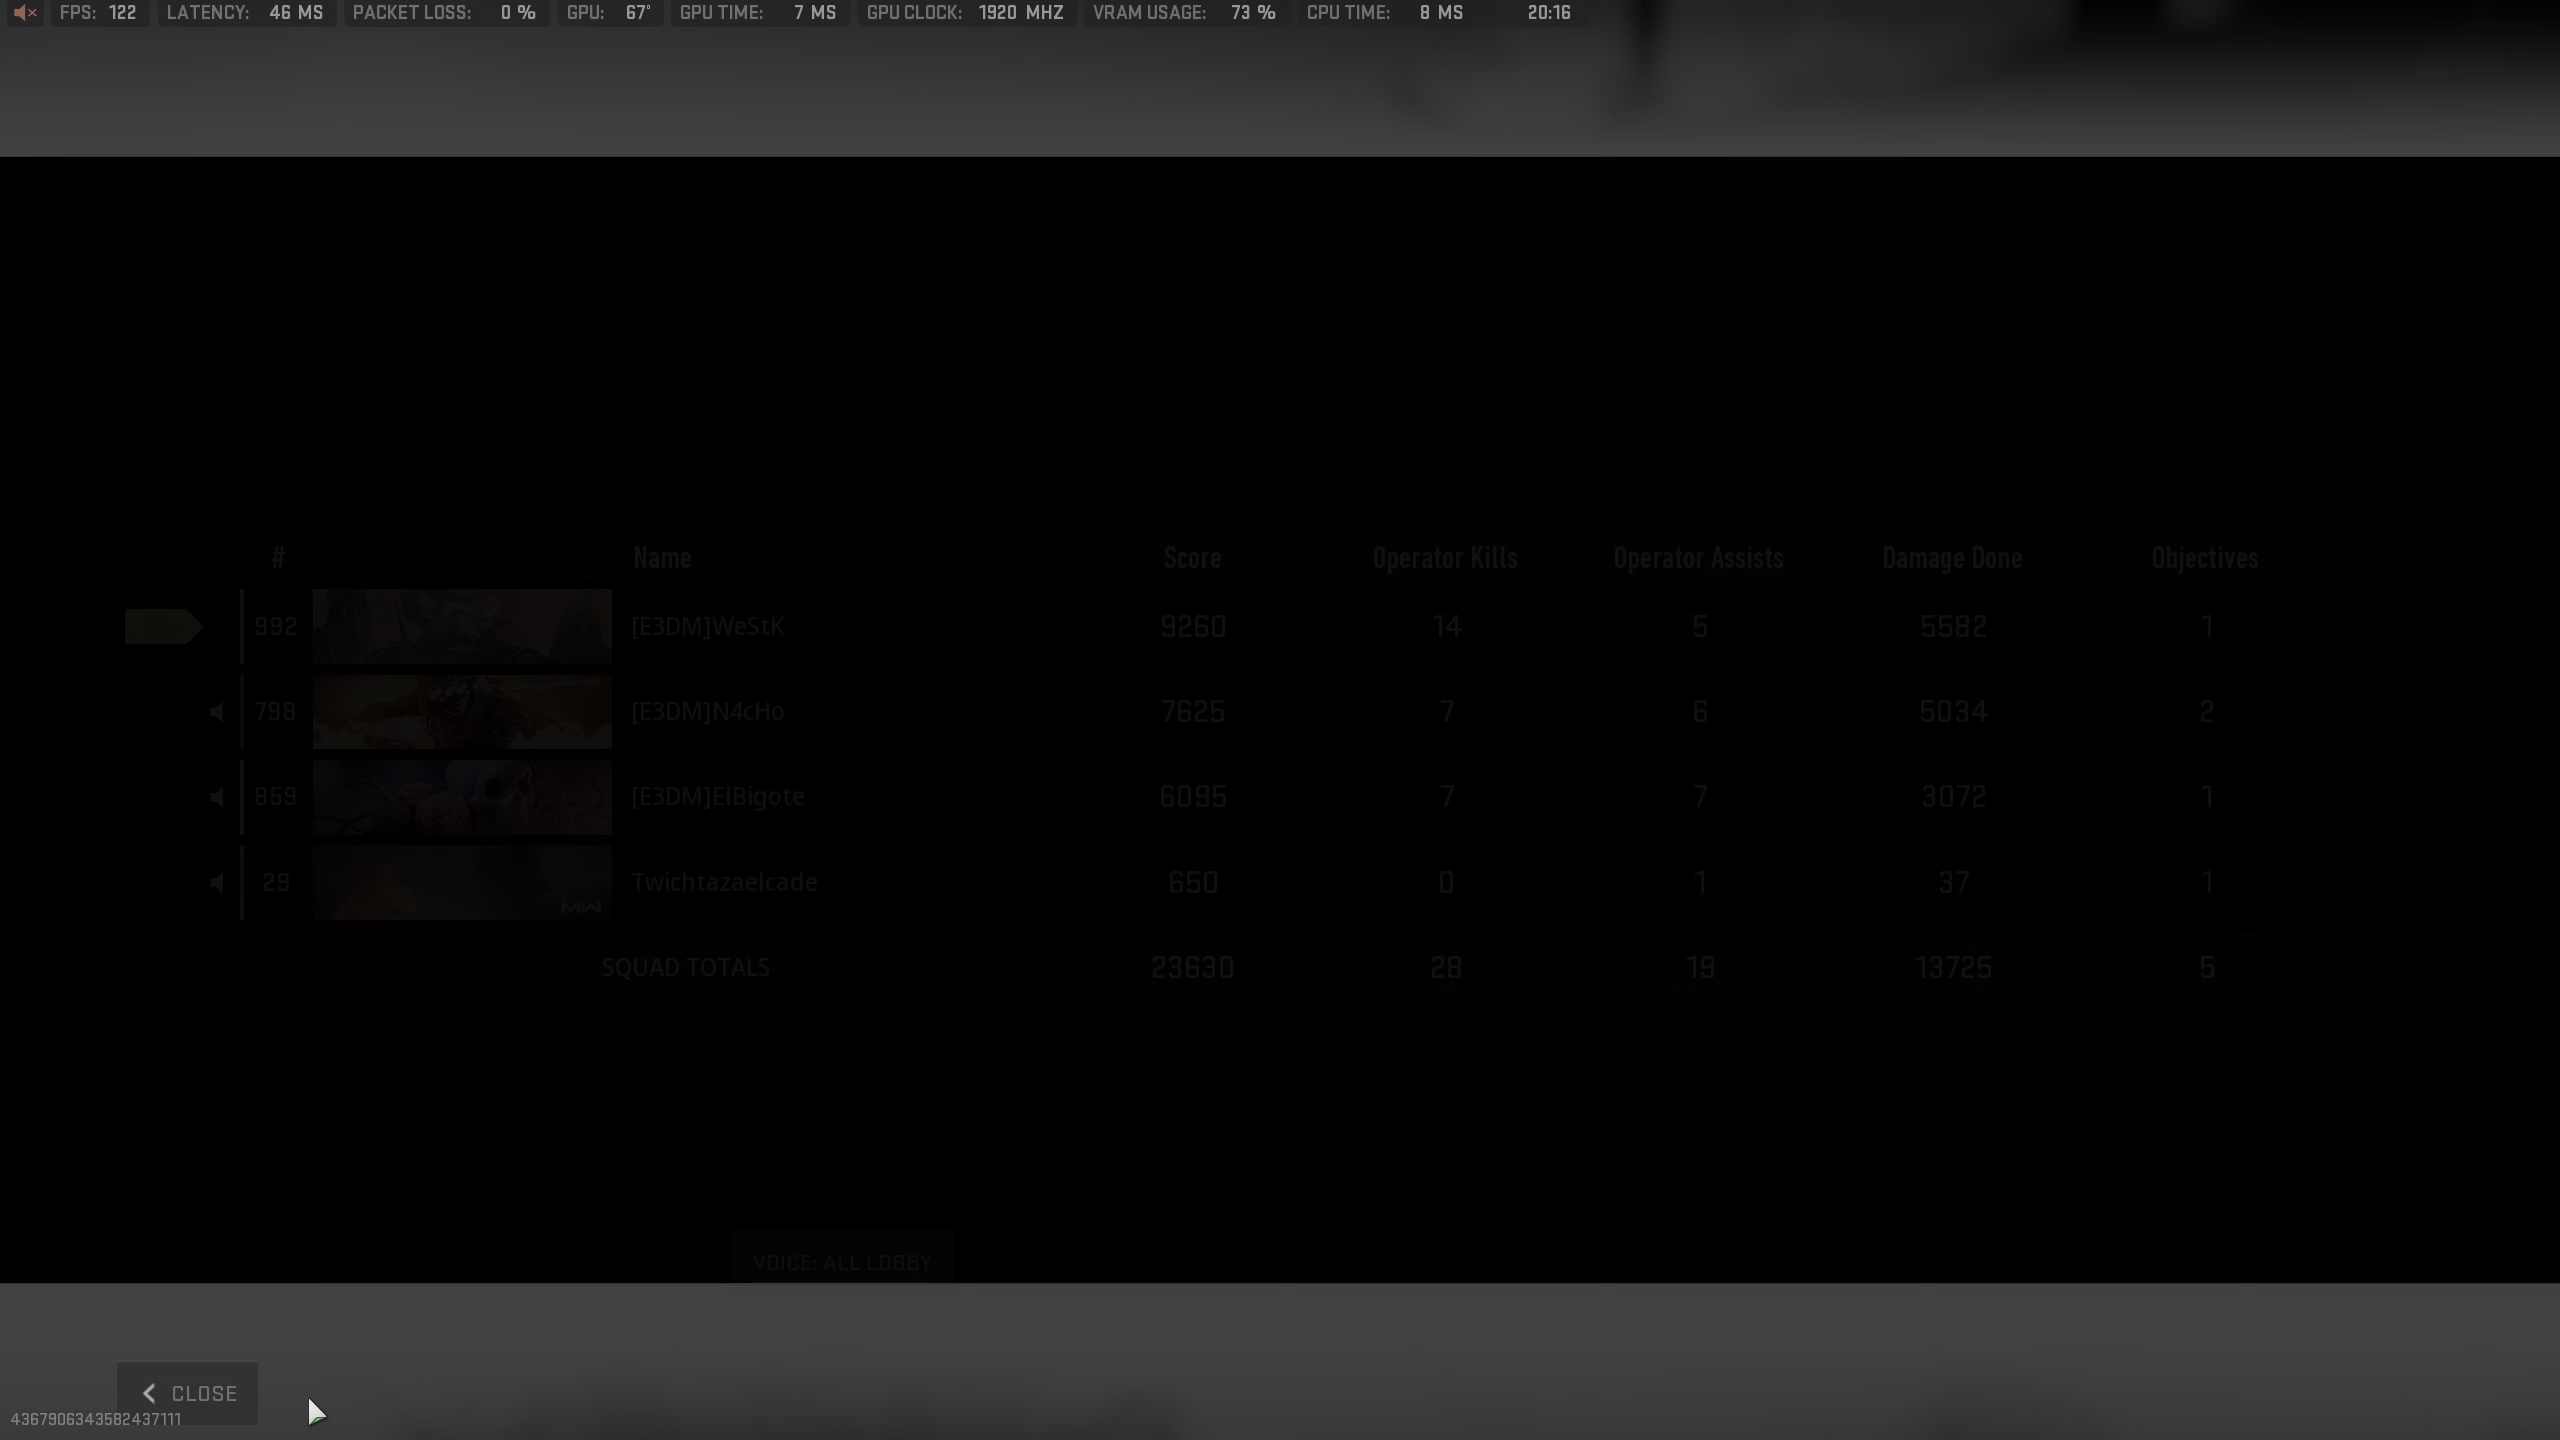 FPS: 122 LATENCY: 46 MS PACKET LOSS: 0 % GPU: 67° GPU TIME: 7 MS GPU CLOCK: 1920 MHZ VRAM USAGE: 73 % CPU TIME: 8 MS 20:16
# Name Score Operator Kills Operator Assists Damage Done Objectives
992 [E3DM]WeStK 9260 14 5 5582 1
798 [E3DM]N4cHo 7625 7 6 5034 2
859 [E3DM]ElBigote 6095 7 7 3072 1
29 MW Twichtazaelcade 650 0 1 37 1
SQUAD TOTALS 23630 28 19 13725 5
VOICE: ALL LOBBY
CLOSE
4367906343582437111